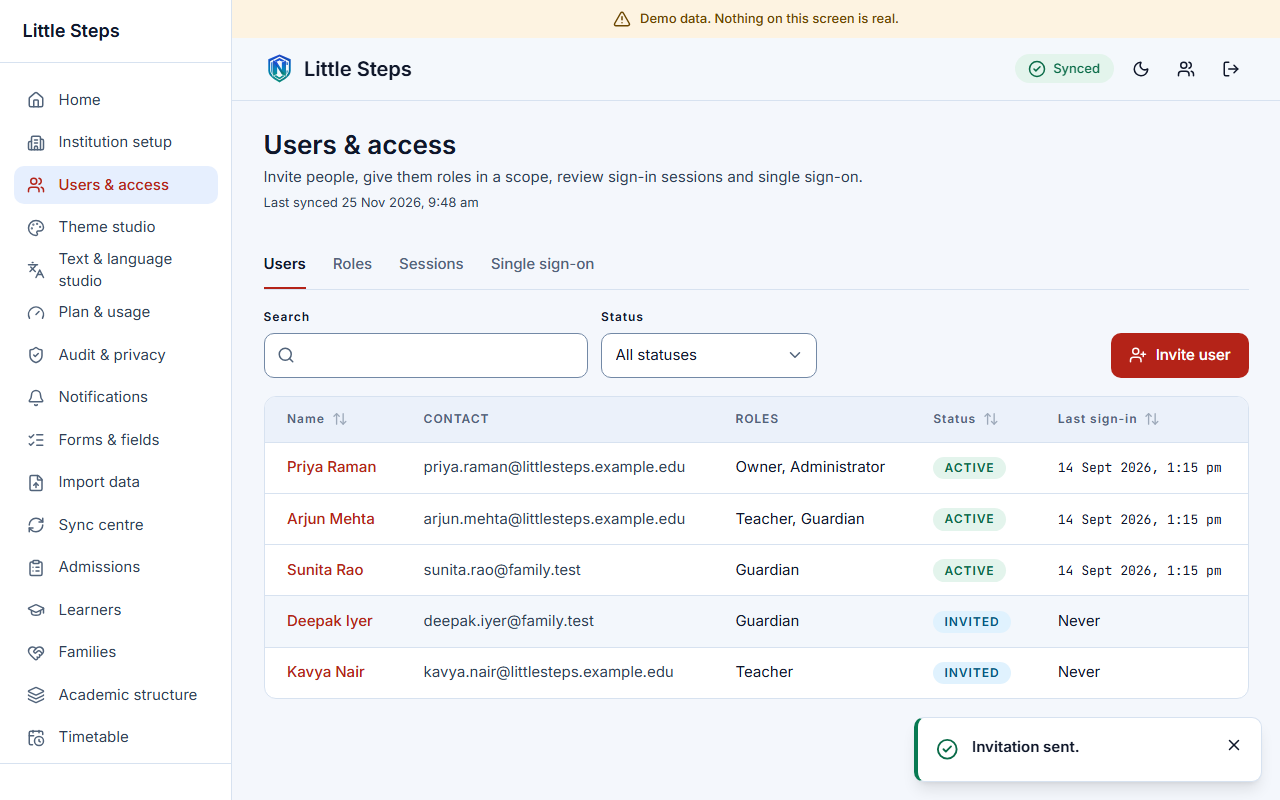 Little Steps
Demo data. Nothing on this screen is real.
Little Steps
Synced
Home
Institution setup
Users & access
Theme studio
Text & language
studio
Plan & usage
Audit & privacy
Notifications
Forms & fields
Import data
Sync centre
Admissions
Learners
Families
Academic structure
Timetable
Users & access
Invite people, give them roles in a scope, review sign-in sessions and single sign-on.
Last synced 25 Nov 2026, 9:48 am
Users Roles Sessions Single sign-on
Search Status
All statuses Invite user
Name CONTACT ROLES Status Last sign-in
Priya Raman priya.raman@littlesteps.example.edu Owner, Administrator ACTIVE 14 Sept 2026, 1:15 pm
Arjun Mehta arjun.mehta@littlesteps.example.edu Teacher, Guardian ACTIVE 14 Sept 2026, 1:15 pm
Sunita Rao sunita.rao@family.test Guardian ACTIVE 14 Sept 2026, 1:15 pm
Deepak Iyer deepak.iyer@family.test Guardian INVITED Never
Kavya Nair kavya.nair@littlesteps.example.edu Teacher INVITED Never
Invitation sent.